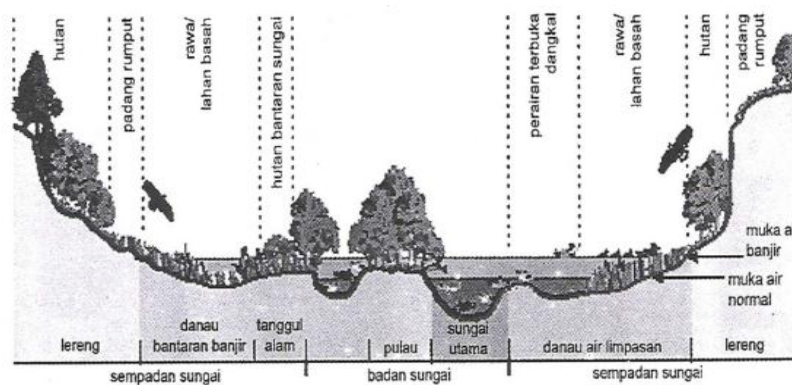 hutan
padang rumput
rawa/
lahan basah
hutan bantaran sungai
perairan terbuka
dangkal
rawa/
lahan basah
hutan
padang
rumput
muka a
banjir
muka air
normal
danau
bantaran banjir
tanggul
alam
pulau
sungai
utama
danau air limpasan
lereng
lereng
sempadan sungai
badan sungai
sempadan sungai